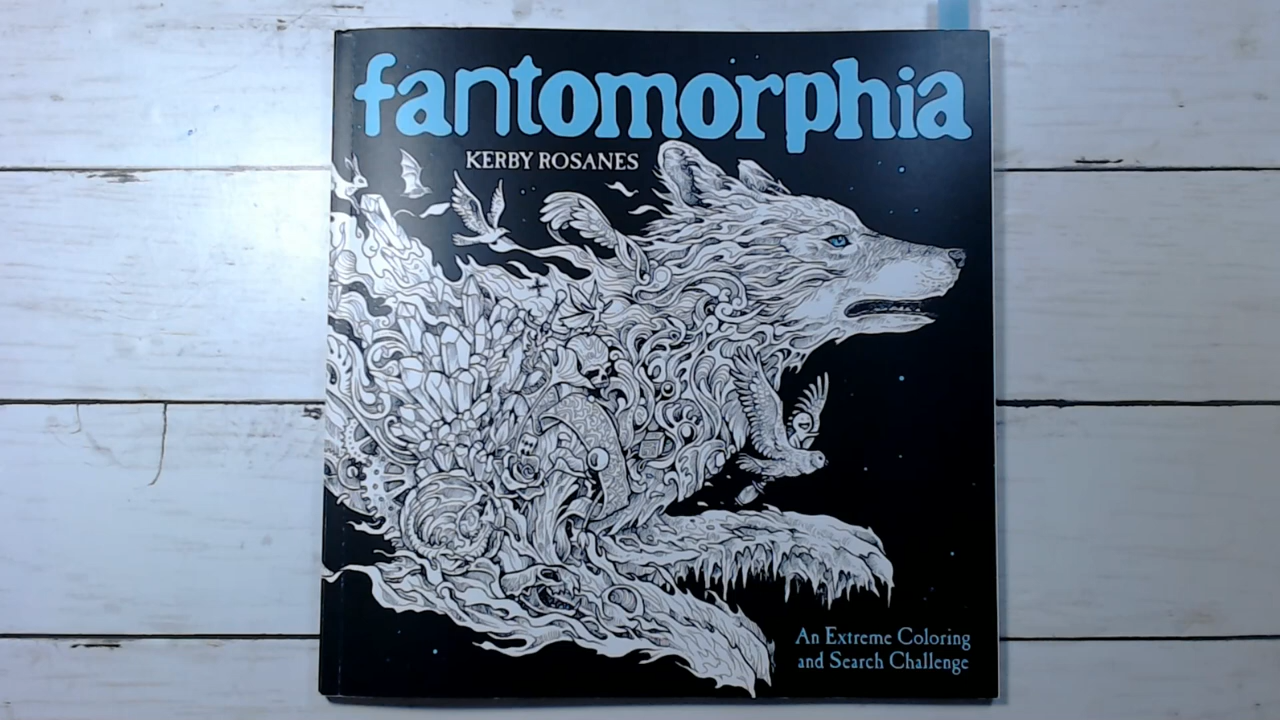 fantomorphia
KERBY ROSANES
An Extreme Coloring
and Search Challenge